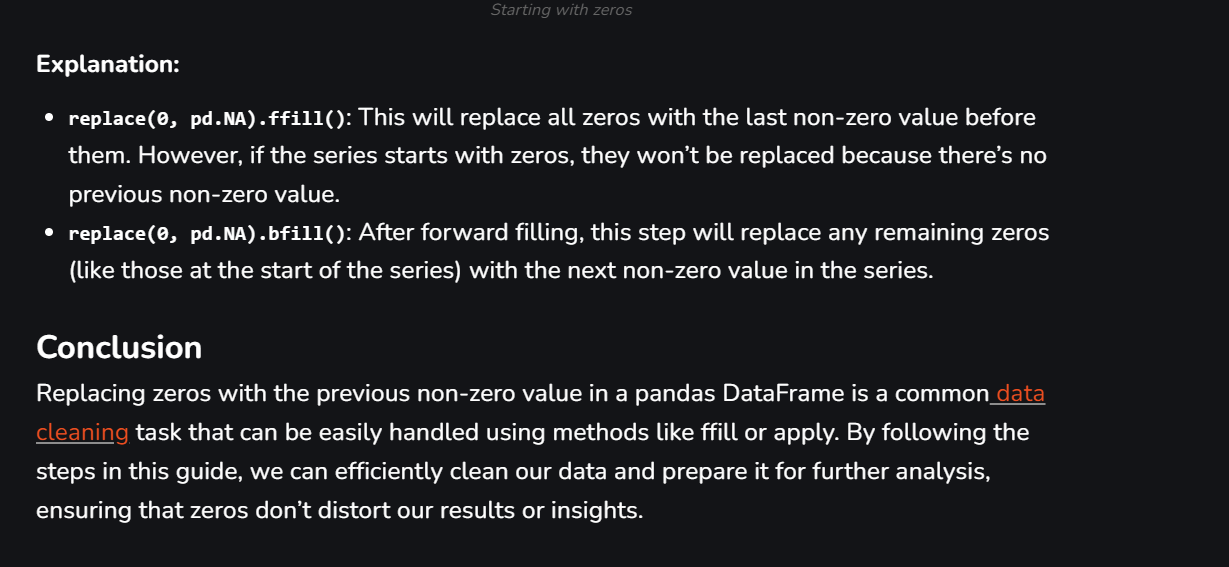 Starting with zeros
Explanation:
• replace(0, pd.NA).ffill(): This will replace all zeros with the last non-zero value before
them. However, if the series starts with zeros, they won’t be replaced because there’s no
previous non-zero value.
• replace(0, pd.NA).bfill(): After forward filling, this step will replace any remaining zeros
(like those at the start of the series) with the next non-zero value in the series.
Conclusion
Replacing zeros with the previous non-zero value in a pandas DataFrame is a common data
cleaning task that can be easily handled using methods like ffill or apply. By following the
steps in this guide, we can efficiently clean our data and prepare it for further analysis,
ensuring that zeros don’t distort our results or insights.